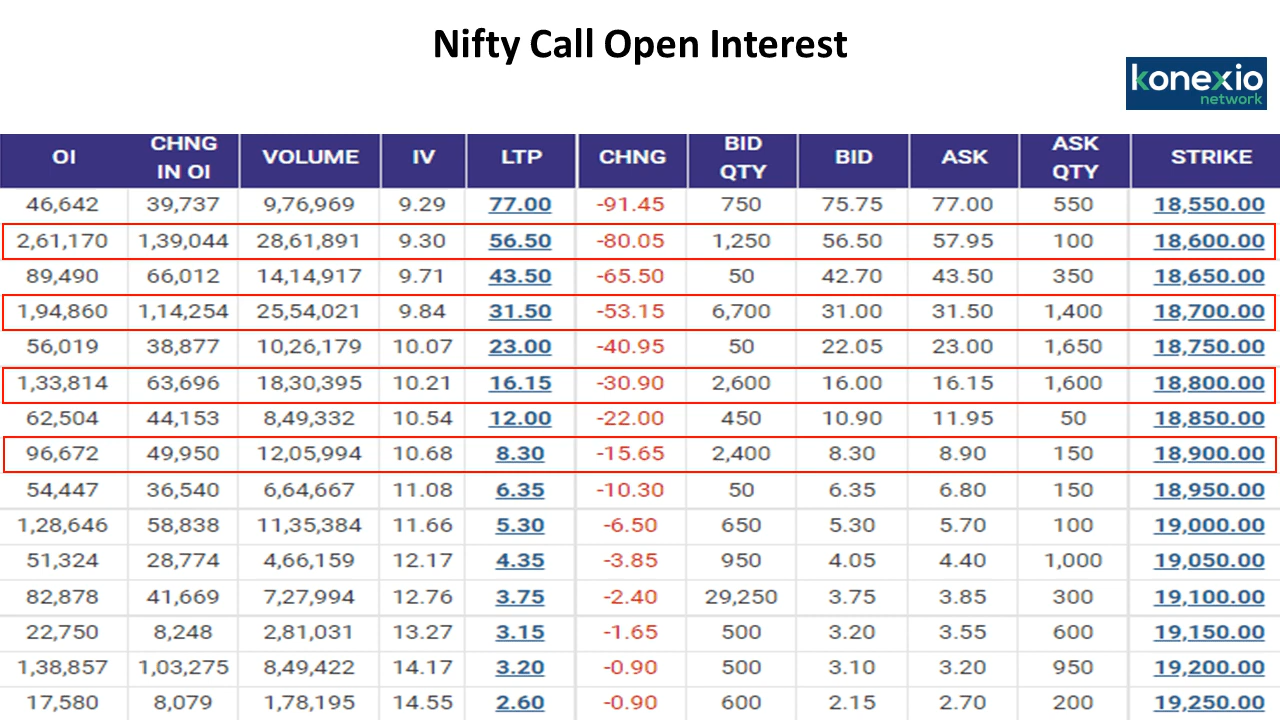 Nifty Call Open Interest
konexio
network
OI CHNG IN OI VOLUME IV LTP CHNG BID QTY BID ASK ASK QTY STRIKE
46,642 39,737 9,76,969 9.29 77.00 -91.45 750 75.75 77.00 550 18,550.00
2,61,170 1,39,044 28,61,891 9.30 56.50 -80.05 1,250 56.50 57.95 100 18,600.00
89,490 66,012 14,14,917 9.71 43.50 -65.50 50 42.70 43.50 350 18,650.00
1,94,860 1,14,254 25,54,021 9.84 31.50 -53.15 6,700 31.00 31.50 1,400 18,700.00
56,019 38,877 10,26,179 10.07 23.00 -40.95 50 22.05 23.00 1,650 18,750.00
1,33,814 63,696 18,30,395 10.21 16.15 -30.90 2,600 16.00 16.15 1,600 18,800.00
62,504 44,153 8,49,332 10.54 12.00 -22.00 450 10.90 11.95 50 18,850.00
96,672 49,950 12,05,994 10.68 8.30 -15.65 2,400 8.30 8.90 150 18,900.00
54,447 36,540 6,64,667 11.08 6.35 -10.30 50 6.35 6.80 150 18,950.00
1,28,646 58,838 11,35,384 11.66 5.30 -6.50 650 5.30 5.70 100 19,000.00
51,324 28,774 4,66,159 12.17 4.35 -3.85 950 4.05 4.40 1,000 19,050.00
82,878 41,669 7,27,994 12.76 3.75 -2.40 29,250 3.75 3.85 300 19,100.00
22,750 8,248 2,81,031 13.27 3.15 -1.65 500 3.20 3.55 600 19,150.00
1,38,857 1,03,275 8,49,422 14.17 3.20 -0.90 500 3.10 3.20 950 19,200.00
17,580 8,079 1,78,195 14.55 2.60 -0.90 600 2.15 2.70 200 19,250.00